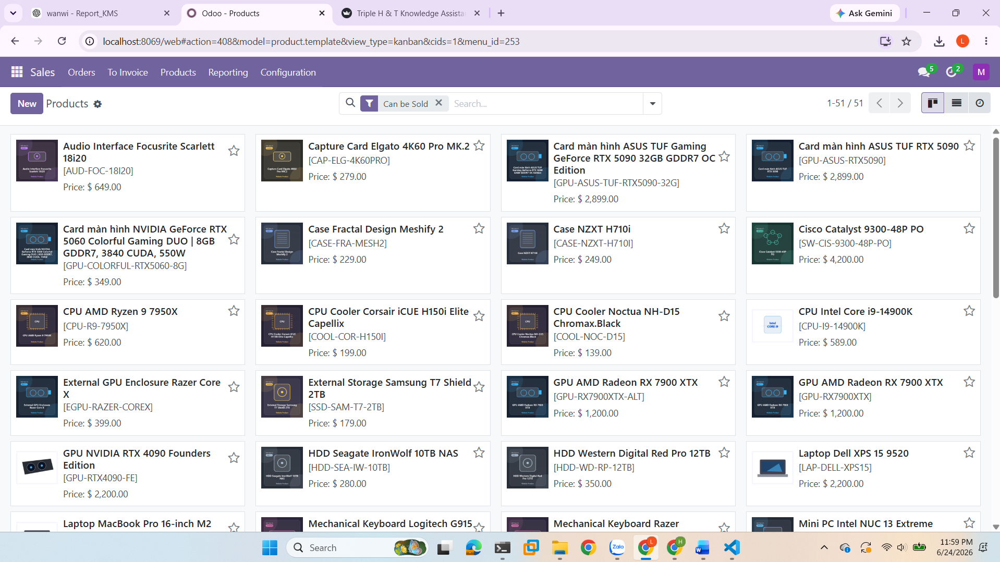 wanwi - Report_KMS
Odoo - Products
Triple H & T Knowledge Assista
Ask Gemini
localhost:8069/web#action=408&model=product.template&view_type=kanban&cids=1&menu_id=253
L
Sales
Orders
To Invoice
Products
Reporting
Configuration
5
2
M
New
Products
Can be Sold
Search...
1-51 / 51
Audio Interface Focusrite Scarlett
18i20
[AUD-FOC-18I20]
Price: $ 649.00
Capture Card Elgato 4K60 Pro MK.2
[CAP-ELG-4K60PRO]
Price: $ 279.00
Card màn hình ASUS TUF Gaming
GeForce RTX 5090 32GB GDDR7 OC
Edition
[GPU-ASUS-TUF-RTX5090-32G]
Price: $ 2,899.00
Card màn hình ASUS TUF RTX 5090
[GPU-ASUS-RTX5090]
Price: $ 2,899.00
Card màn hình NVIDIA GeForce RTX
5060 Colorful Gaming DUO | 8GB
GDDR7, 3840 CUDA, 550W
[GPU-COLORFUL-RTX5060-8G]
Price: $ 349.00
Case Fractal Design Meshify 2
[CASE-FRA-MESH2]
Price: $ 229.00
Case NZXT H710i
[CASE-NZXT-H710I]
Price: $ 249.00
Cisco Catalyst 9300-48P PO
[SW-CIS-9300-48P-PO]
Price: $ 4,200.00
CPU AMD Ryzen 9 7950X
[CPU-R9-7950X]
Price: $ 620.00
CPU Cooler Corsair iCUE H150i Elite
Capellix
[COOL-COR-H150I]
Price: $ 199.00
CPU Cooler Noctua NH-D15
Chromax.Black
[COOL-NOC-D15]
Price: $ 139.00
Intel
CORE i9
CPU Intel Core i9-14900K
[CPU-I9-14900K]
Price: $ 589.00
External GPU Enclosure Razer Core
X
[EGPU-RAZER-COREX]
Price: $ 399.00
External Storage Samsung T7 Shield
2TB
[SSD-SAM-T7-2TB]
Price: $ 179.00
GPU AMD Radeon RX 7900 XTX
[GPU-RX7900XTX-ALT]
Price: $ 1,200.00
GPU AMD Radeon RX 7900 XTX
[GPU-RX7900XTX]
Price: $ 1,200.00
GPU NVIDIA RTX 4090 Founders
Edition
[GPU-RTX4090-FE]
Price: $ 2,200.00
HDD Seagate IronWolf 10TB NAS
[HDD-SEA-IW-10TB]
Price: $ 280.00
HDD Western Digital Red Pro 12TB
[HDD-WD-RP-12TB]
Price: $ 350.00
Laptop Dell XPS 15 9520
[LAP-DELL-XPS15]
Price: $ 2,200.00
Laptop MacBook Pro 16-inch M2
Mechanical Keyboard Logitech G915
Mechanical Keyboard Razer
Mini PC Intel NUC 13 Extreme
Search
Zalo
L
H
11:59 PM
6/24/2026